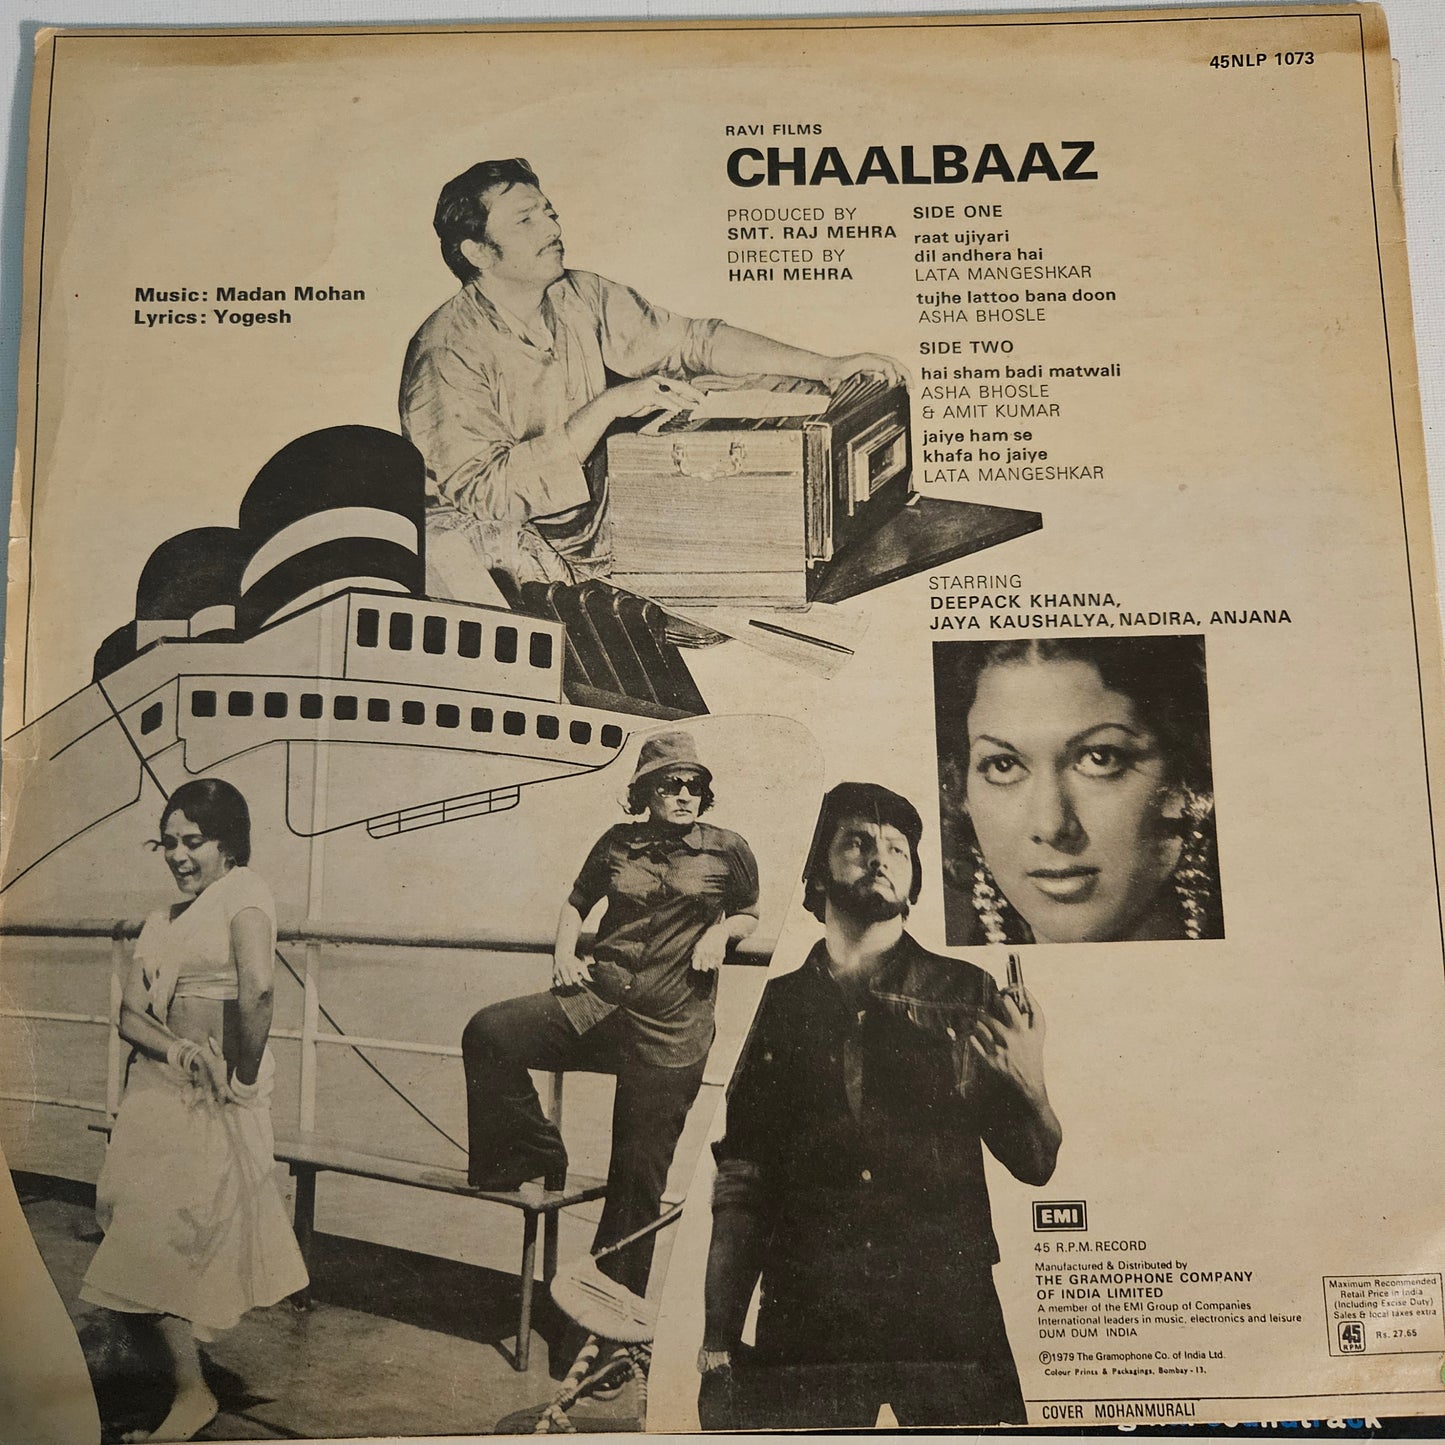 45NLP 1073
RAVI FILMS
CHAALBAAZ
PRODUCED BY
SMT. RAJ MEHRA
DIRECTED BY
HARI MEHRA
SIDE ONE
raat ujiyari
dil andhera hai
LATA MANGESHKAR
tujhe lattoo bana doon
ASHA BHOSLE
SIDE TWO
hai sham badi matwali
ASHA BHOSLE
& AMIT KUMAR
jaiye ham se
khafa ho jaiye
LATA MANGESHKAR
Music: Madan Mohan
Lyrics: Yogesh
STARRING
DEEPACK KHANNA,
JAYA KAUSHALYA, NADIRA, ANJANA
EMI
45 R.P.M. RECORD
Manufactured & Distributed by
THE GRAMOPHONE COMPANY
OF INDIA LIMITED
A member of the EMI Group of Companies
International leaders in music, electronics and leisure
DUM DUM INDIA
Ⓟ1979 The Gramophone Co. of India Ltd.
Colour Prints & Packagings, Bombay - 13.
Maximum Recommended
Retail Price in India
(Including Excise Duty)
Sales & local taxes extra
45
RPM
Rs. 27.65
COVER MOHANMURALI